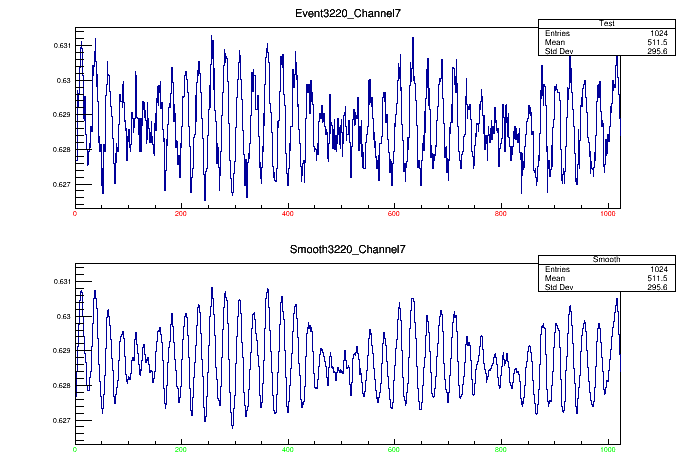 Event3220_Channel7
Test
Entries 1024
Mean 511.5
Std Dev 295.6
0.631
0.63
0.629
0.628
0.627
0 200 400 600 800 1000
Smooth3220_Channel7
Smooth
Entries 1024
Mean 511.5
Std Dev 295.6
0.631
0.63
0.629
0.628
0.627
0 200 400 600 800 1000